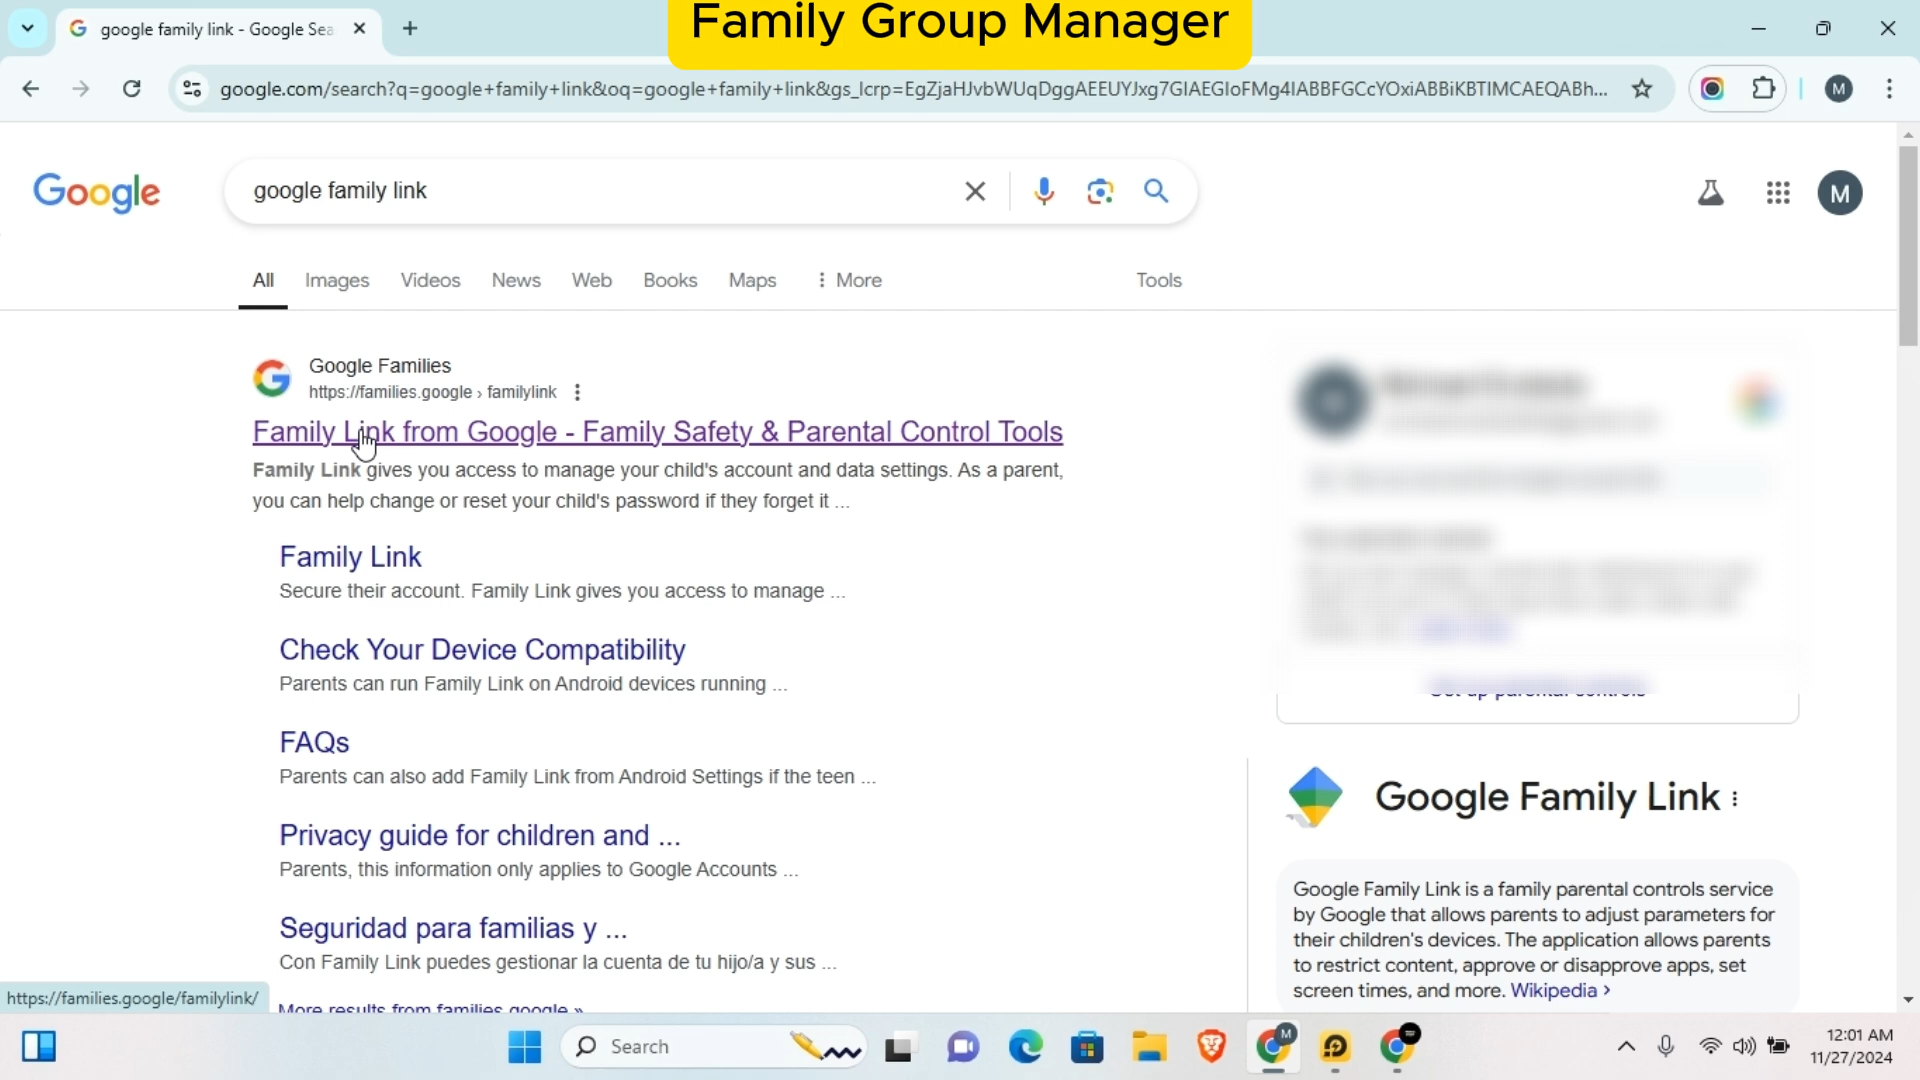 Family Group Manager
google family link - Google Sea
google.com/search?q=google+family+link&oq=google+family+link&gs_lcrp=EgZjaHJvbWUqDggAEEUYJxg7GIAEGIoFMg4IABBFGCcYOxiABBiKBTIMCAEQABh...
M
Google
google family link
M
All Images Videos News Web Books Maps More Tools
Google Families
https://families.google › familylink
Family Link from Google - Family Safety & Parental Control Tools
Family Link gives you access to manage your child's account and data settings. As a parent,
you can help change or reset your child's password if they forget it ...
Family Link
Secure their account. Family Link gives you access to manage ...
Check Your Device Compatibility
Parents can run Family Link on Android devices running ...
FAQs
Parents can also add Family Link from Android Settings if the teen ...
Privacy guide for children and ...
Parents, this information only applies to Google Accounts ...
Seguridad para familias y ...
Con Family Link puedes gestionar la cuenta de tu hijo/a y sus ...
More results from families.google »
Set up parental controls
Google Family Link
Google Family Link is a family parental controls service
by Google that allows parents to adjust parameters for
their children's devices. The application allows parents
to restrict content, approve or disapprove apps, set
screen times, and more. Wikipedia ›
https://families.google/familylink/
Search
M
12:01 AM
11/27/2024